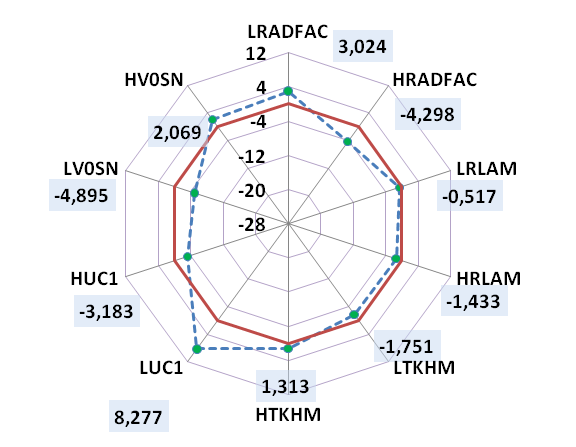 LRADFAC
12
3,024
HV0SN
4
HRADFAC
-4,298
-4
2,069
-12
LV0SN
LRLAM
-4,895
-20
-0,517
-28
HUC1
HRLAM
-3,183
-1,433
-1,751
LUC1
LTKHM
1,313
8,277
HTKHM